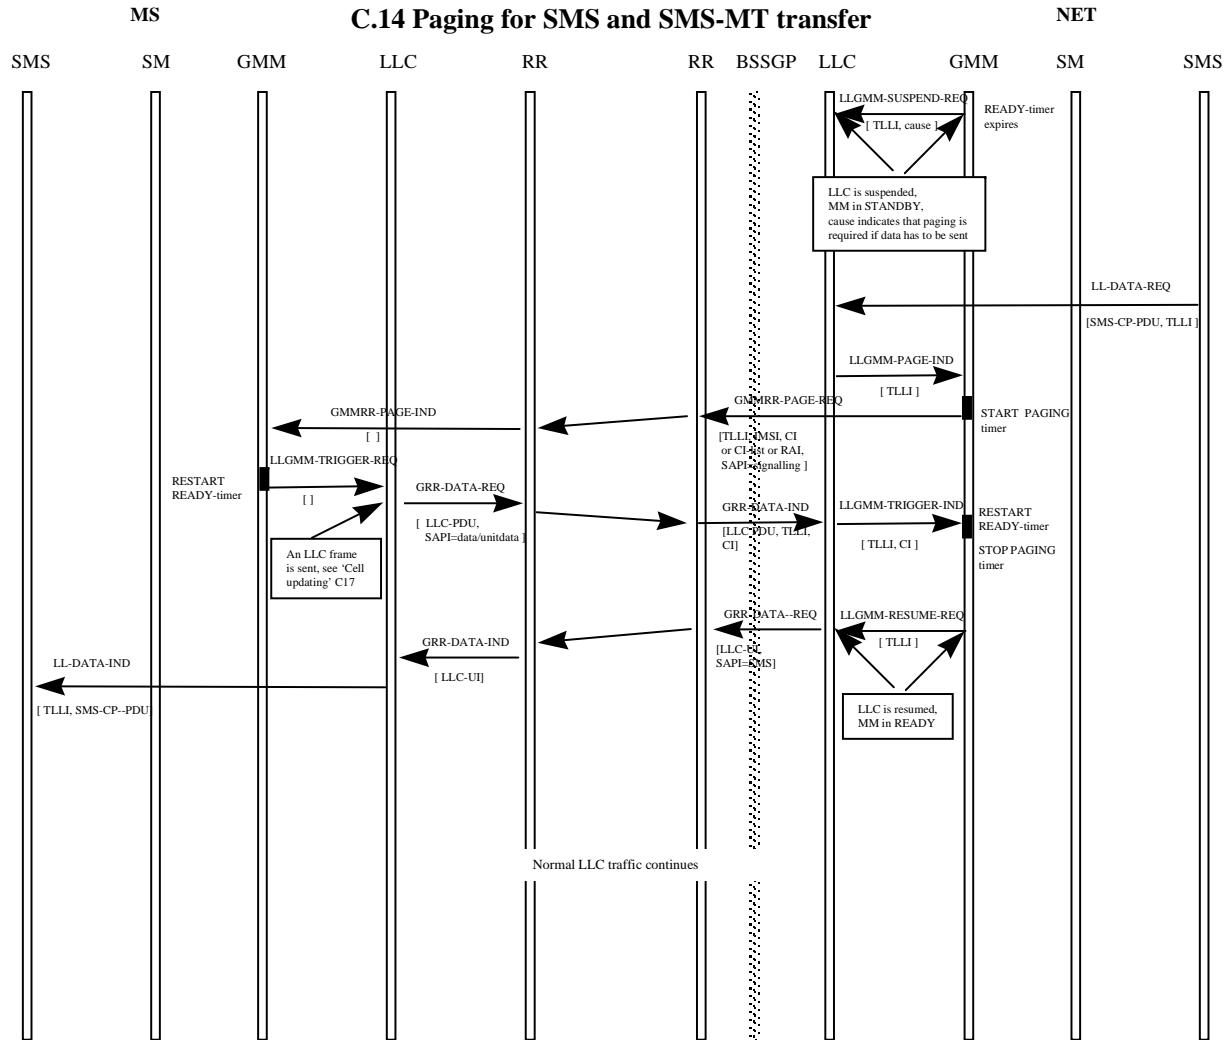 MS
C.14 Paging for SMS and SMS-MT transfer
NET
SMS SM GMM LLC RR RR BSSGP LLC GMM SM SMS
LLGMM-SUSPEND-REQ
[ TLLI, cause ]
READY-timer
expires
LLC is suspended,
MM in STANDBY,
cause indicates that paging is
required if data has to be sent
LL-DATA-REQ
[SMS-CP-PDU, TLLI ]
LLGMM-PAGE-IND
[ TLLI ]
GMMRR-PAGE-REQ
START PAGING
timer
[TLLI, IMSI, CI
or CI-list or RAI,
SAPI=signalling ]
GMMRR-PAGE-IND
[ ]
LLGMM-TRIGGER-REQ
[ ]
RESTART
READY-timer
GRR-DATA-REQ
[ LLC-PDU,
SAPI=data/unitdata ]
An LLC frame
is sent, see ‘Cell
updating’ C17
GRR-DATA-IND
[LLC-PDU, TLLI,
CI]
LLGMM-TRIGGER-IND
[ TLLI, CI ]
RESTART
READY-timer
STOP PAGING
timer
GRR-DATA--REQ
[LLC-UI,
SAPI=SMS]
LLGMM-RESUME-REQ
[ TLLI ]
GRR-DATA-IND
[ LLC-UI]
LL-DATA-IND
[ TLLI, SMS-CP--PDU]
LLC is resumed,
MM in READY
Normal LLC traffic continues